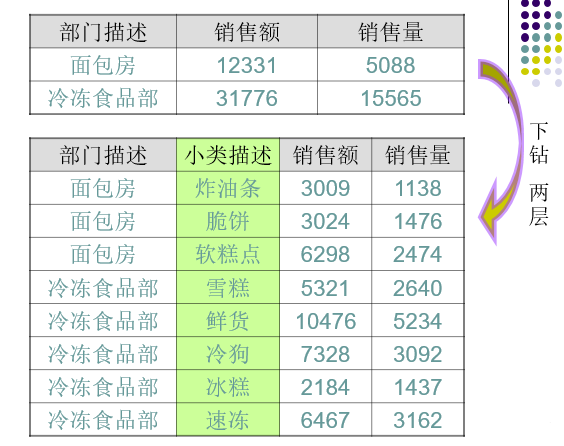 部门描述 销售额 销售量
面包房 12331 5088
冷冻食品部 31776 15565
部门描述 小类描述 销售额 销售量
面包房 炸油条 3009 1138
面包房 脆饼 3024 1476
面包房 软糕点 6298 2474
冷冻食品部 雪糕 5321 2640
冷冻食品部 鲜货 10476 5234
冷冻食品部 冷狗 7328 3092
冷冻食品部 冰糕 2184 1437
冷冻食品部 速冻 6467 3162
下钻 两层